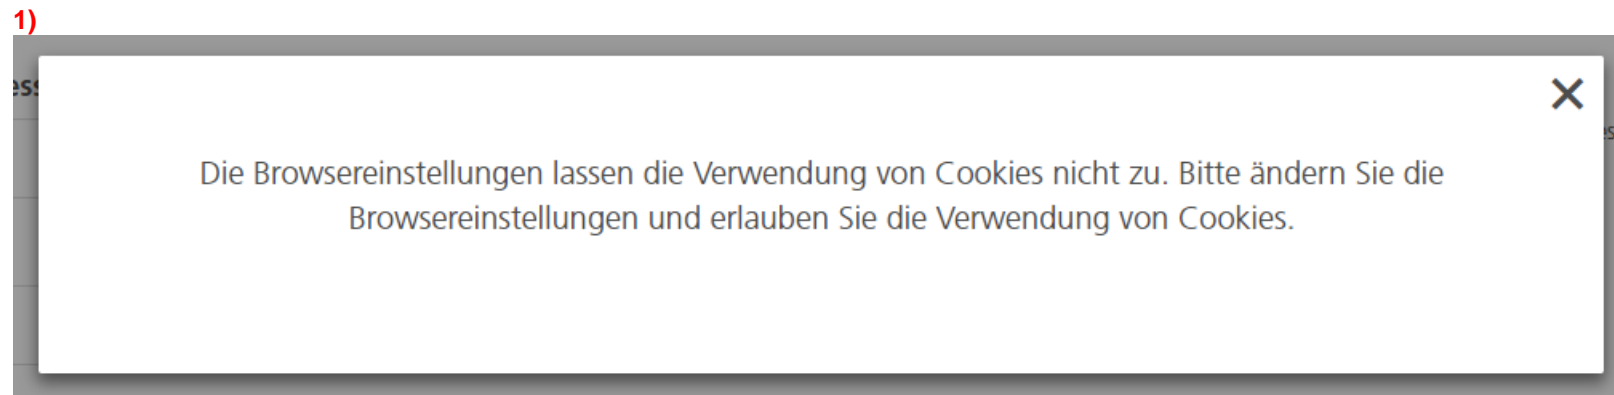 1)
ess
Die Browsereinstellungen lassen die Verwendung von Cookies nicht zu. Bitte ändern Sie die
Browsereinstellungen und erlauben Sie die Verwendung von Cookies.